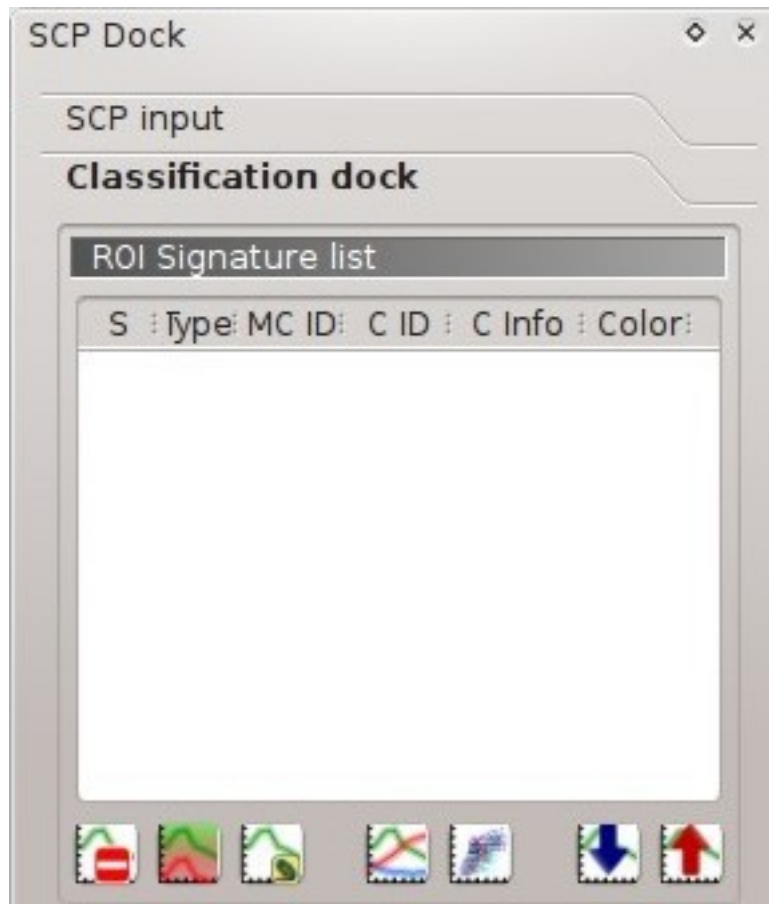 SCP Dock
SCP input
Classification dock
ROI Signature list
S Type MC ID C ID C Info Color